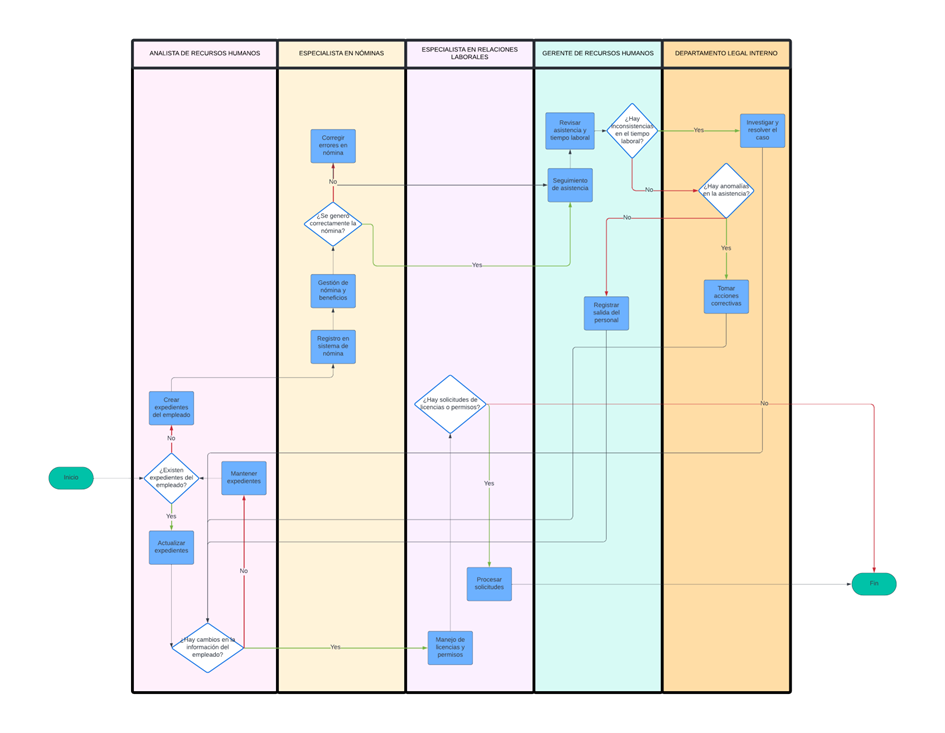 ANALISTA DE RECURSOS HUMANOS
ESPECIALISTA EN NÓMINAS
ESPECIALISTA EN RELACIONES
LABORALES
GERENTE DE RECURSOS HUMANOS
DEPARTAMENTO LEGAL INTERNO
Corregir
errores en
nómina
Revisar
asistencia y
tiempo laboral
¿Hay
inconsistencias
en el tiempo
laboral?
Yes
Investigar y
resolver el
caso
No
Seguimiento
de asistencia
No
¿Hay anomalías
en la asistencia?
¿Se generó
correctamente la
nómina?
No
Yes
Yes
Gestión de
nómina y
beneficios
Tomar
acciones
correctivas
Registrar
salida del
personal
Registro en
sistema de
nómina
Crear
expedientes
del empleado
¿Hay solicitudes de
licencias o permisos?
No
No
¿Existen
expedientes del
empleado?
Inicio
Mantener
expedientes
Yes
Yes
Actualizar
expedientes
No
Procesar
solicitudes
Fin
¿Hay cambios en la
información del
empleado?
Yes
Manejo de
licencias y
permisos